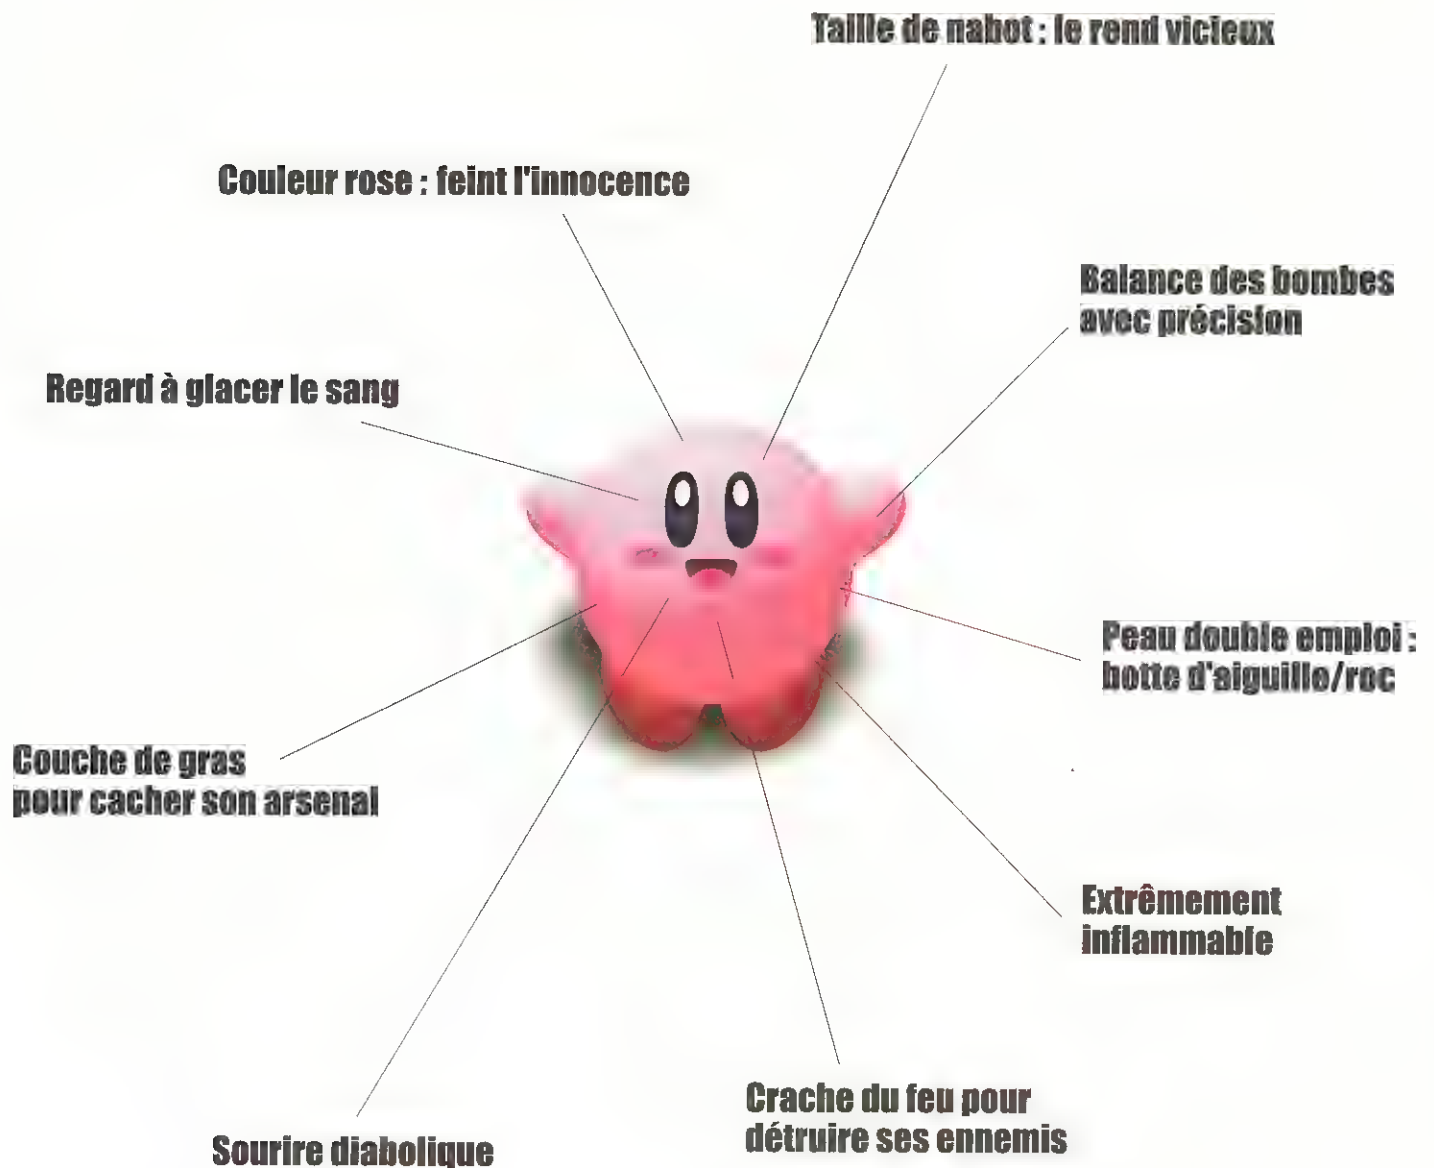 Taille de nabot : le rend vicieux
Couleur rose : feint l'innocence
Balance des bombes
avec précision
Regard à glacer le sang
Peau double emploi :
botte d'aiguille/roc
Couche de gras
pour cacher son arsenal
Extrêmement
inflammable
Crache du feu pour
détruire ses ennemis
Sourire diabolique